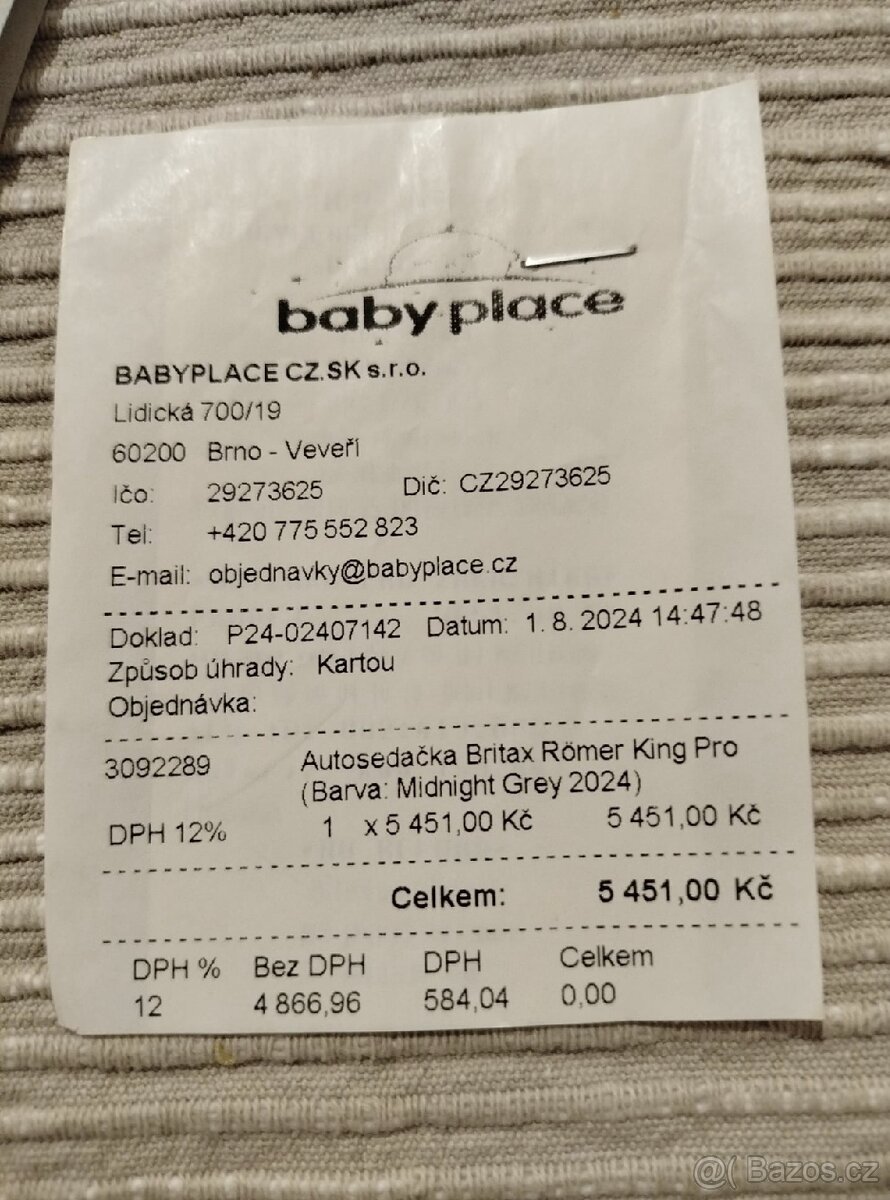 baby place
BABYPLACE CZ.SK s.r.o.
Lidická 700/19
60200 Brno - Veveří
Ičo: 29273625 Dič: CZ29273625
Tel: +420 775 552 823
E-mail: objednavky@babyplace.cz
Doklad: P24-02407142 Datum: 1. 8. 2024 14:47:48
Způsob úhrady: Kartou
Objednávka:
3092289 Autosedačka Britax Römer King Pro
(Barva: Midnight Grey 2024)
DPH 12% 1 x 5 451,00 Kč 5 451,00 Kč
Celkem: 5 451,00 Kč
DPH % Bez DPH DPH Celkem
12 4 866,96 584,04 0,00
@( Bazos.cz